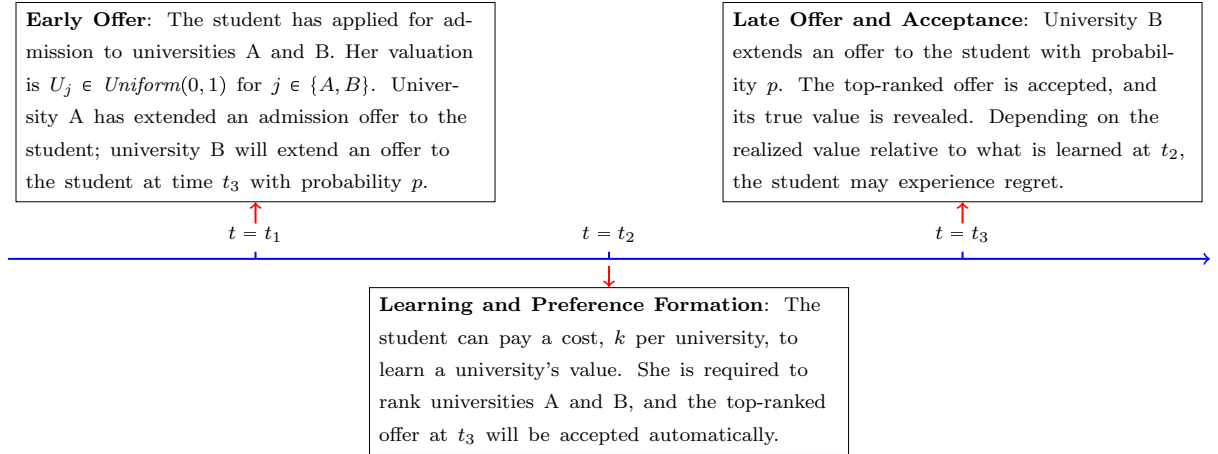 Early Offer: The student has applied for ad-
mission to universities A and B. Her valuation
is U_j ∈ Uniform(0, 1) for j ∈ {A, B}. Univer-
sity A has extended an admission offer to the
student; university B will extend an offer to
the student at time t_3 with probability p.
Late Offer and Acceptance: University B
extends an offer to the student with probabil-
ity p. The top-ranked offer is accepted, and
its true value is revealed. Depending on the
realized value relative to what is learned at t_2,
the student may experience regret.
t = t_1
t = t_2
t = t_3
Learning and Preference Formation: The
student can pay a cost, k per university, to
learn a university's value. She is required to
rank universities A and B, and the top-ranked
offer at t_3 will be accepted automatically.